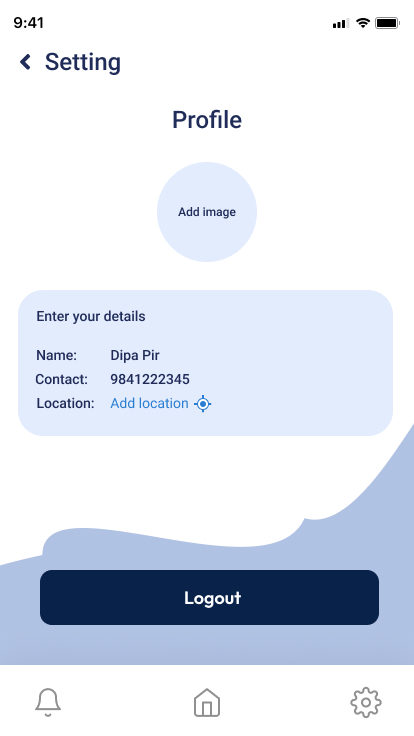 9:41
Setting
Profile
Add image
Enter your details
Name: Dipa Pir
Contact: 9841222345
Location: Add location
Logout